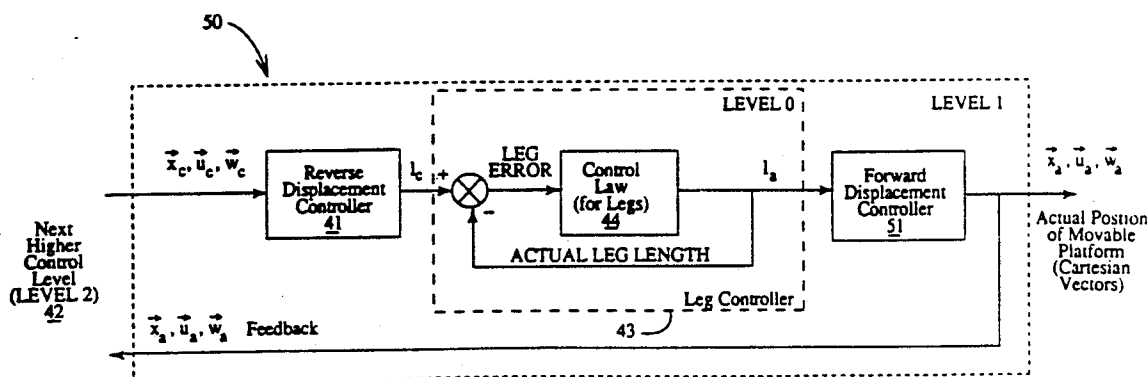 50
LEVEL 0
LEVEL 1
x⃗c, u⃗c, w⃗c
Reverse
Displacement
Controller
41
lc
+
-
LEG
ERROR
Control
Law
(for Legs)
44
la
Forward
Displacement
Controller
51
x⃗a, u⃗a, w⃗a
Actual Postion
of Movable
Platform
(Cartesian
Vectors)
Next
Higher
Control
Level
(LEVEL 2)
42
ACTUAL LEG LENGTH
Leg Controller
43
x⃗a, u⃗a, w⃗a Feedback